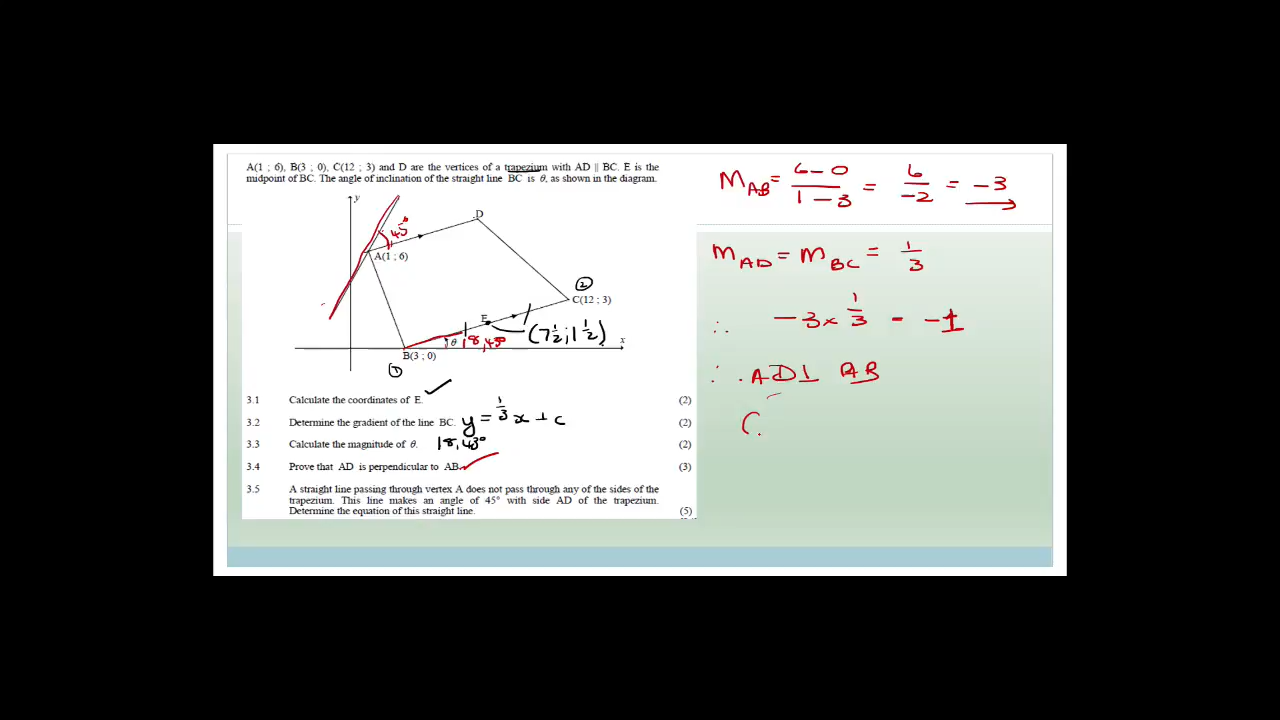 A(1 ; 6), B(3 ; 0), C(12 ; 3) and D are the vertices of a trapezium with AD || BC. E is the
midpoint of BC. The angle of inclination of the straight line BC is θ, as shown in the diagram.
y
D
45°
A(1 ; 6)
②
C(12 ; 3)
E
(7½ ; 1½)
θ
18,43°
x
B(3 ; 0)
①
3.1 Calculate the coordinates of E. ✓ (2)
3.2 Determine the gradient of the line BC. y = 1/3 x + c (2)
3.3 Calculate the magnitude of θ. 18,43° (2)
3.4 Prove that AD is perpendicular to AB. ✓ (3)
3.5 A straight line passing through vertex A does not pass through any of the sides of the
trapezium. This line makes an angle of 45° with side AD of the trapezium.
Determine the equation of this straight line. (5)
M_AB = 6 - 0 / 1 - 3 = 6 / -2 = -3
M_AD = M_BC = 1/3
∴ -3 × 1/3 = -1
∴ AD ⊥ AB
(